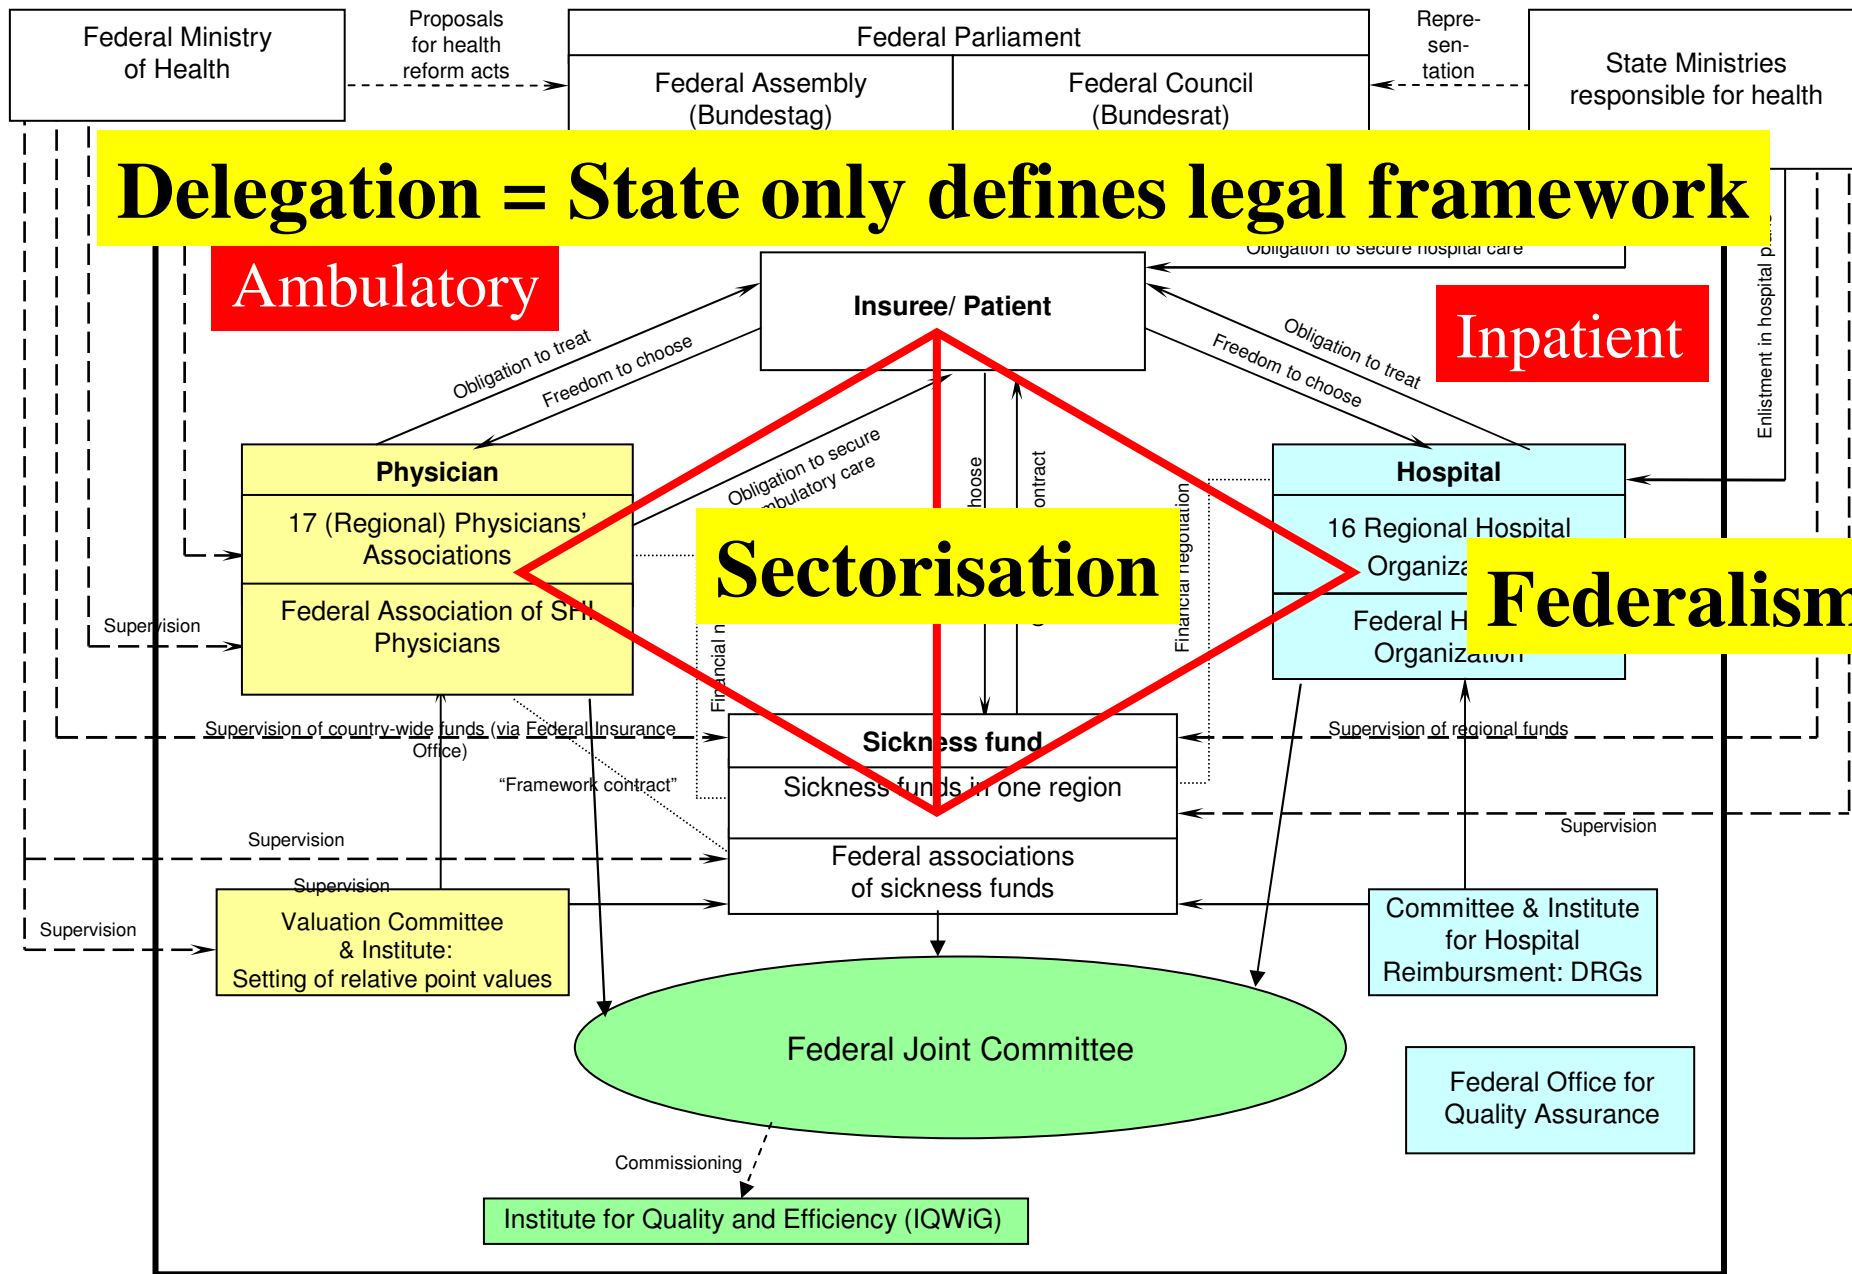 Federal Ministry
of Health
Proposals
for health
reform acts
Federal Parliament
Federal Assembly
(Bundestag)
Federal Council
(Bundesrat)
Repre-
sen-
tation
State Ministries
responsible for health
Delegation = State only defines legal framework
Ambulatory
Obligation to secure hospital care
Inpatient
Enlistment in hospital
Insuree/ Patient
Obligation to treat
Freedom to choose
Obligation to treat
Freedom to choose
Physician
17 (Regional) Physicians’
Associations
Federal Association of SHI
Physicians
Obligation to secure
care
Financial
Financial negotiation
Hospital
16 Regional Hospital
Federal
Organization
Sectorisation
Federalism
Supervision
Supervision of country-wide funds (via Federal Insurance
Office)
“Framework contract”
Sickness fund
Sickness funds in one region
Federal associations
of sickness funds
Supervision of regional funds
Supervision
Supervision
Supervision
Supervision
Valuation Committee
& Institute:
Setting of relative point values
Committee & Institute
for Hospital
Reimbursment: DRGs
Federal Joint Committee
Federal Office for
Quality Assurance
Commissioning
Institute for Quality and Efficiency (IQWiG)